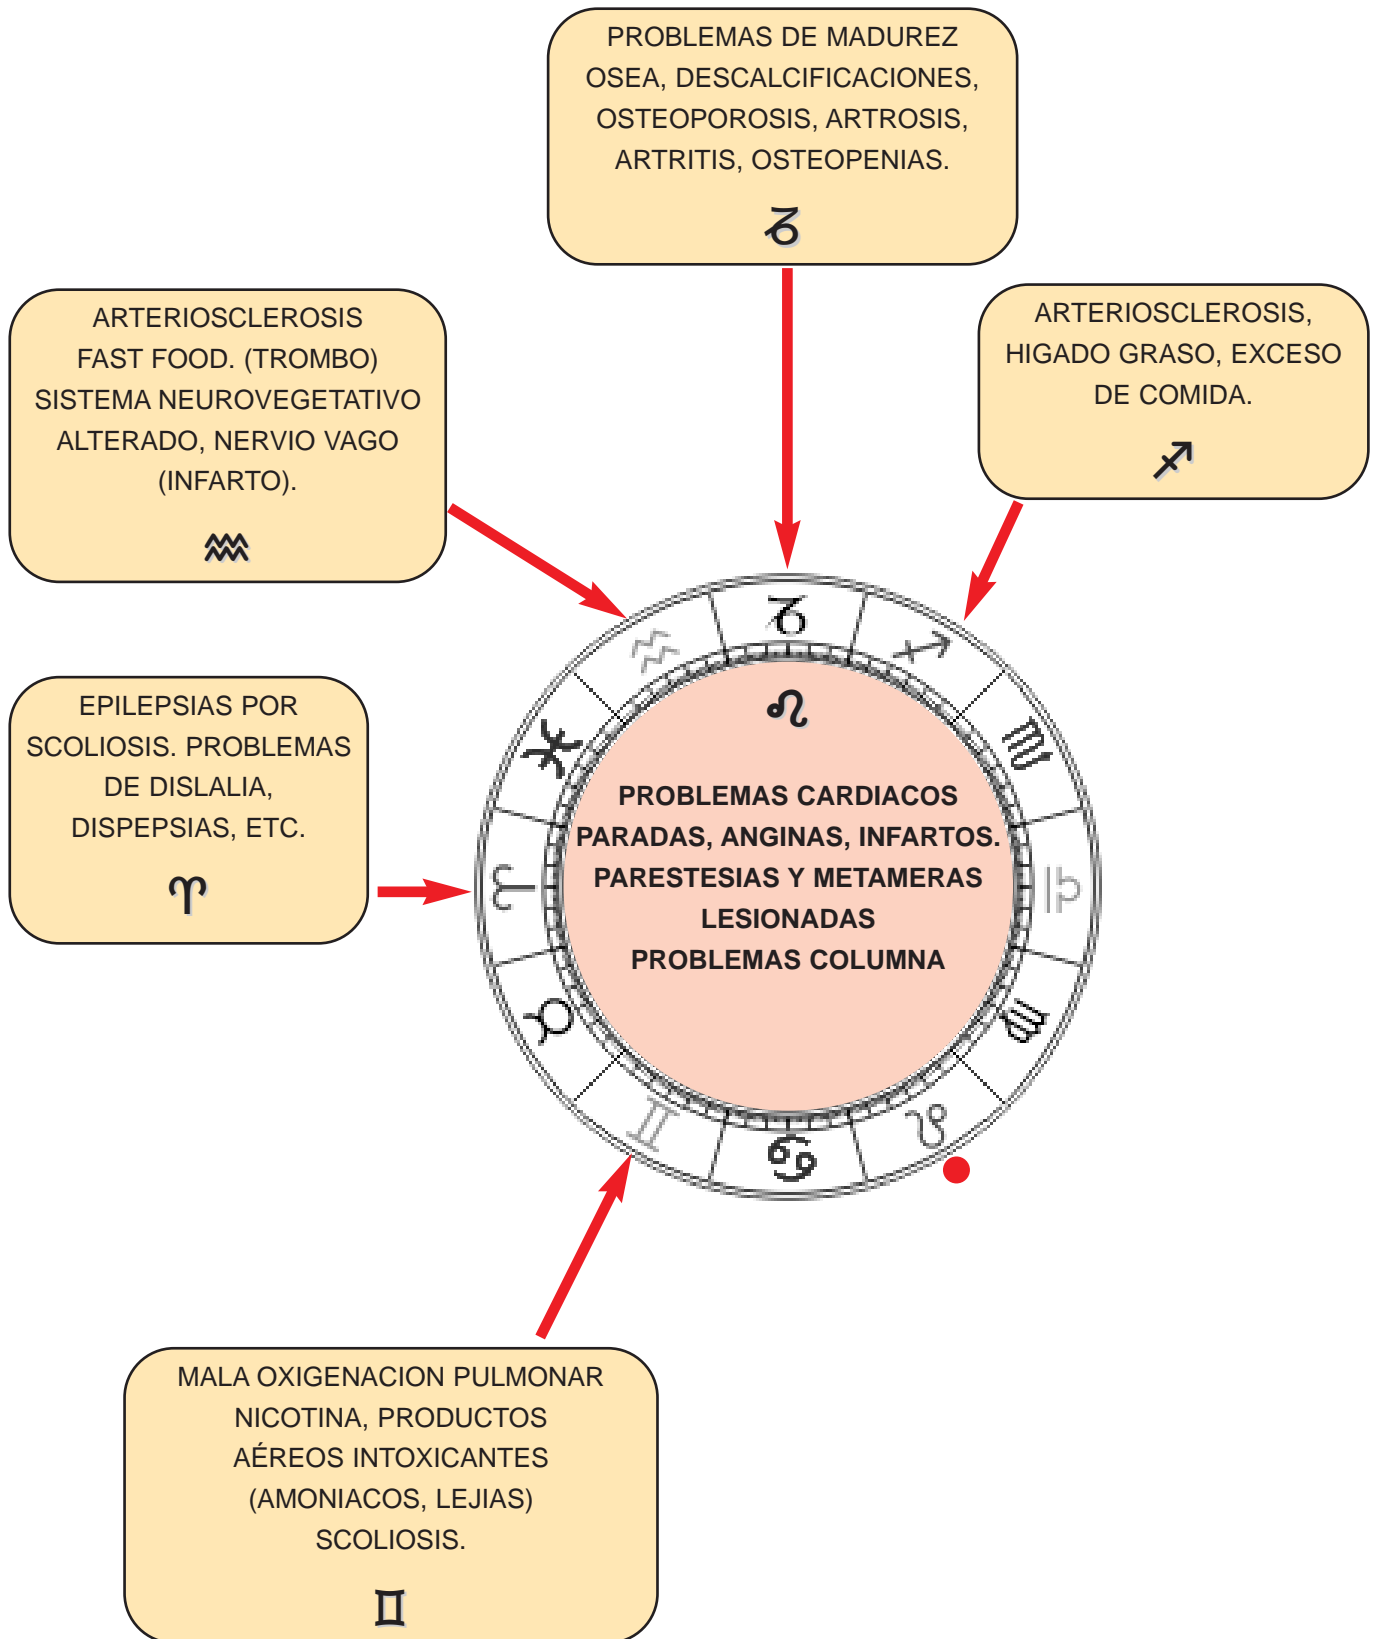 PROBLEMAS DE MADUREZ
OSEA, DESCALCIFICACIONES,
OSTEOPOROSIS, ARTROSIS,
ARTRITIS, OSTEOPENIAS.
♑
ARTERIOSCLEROSIS
FAST FOOD. (TROMBO)
SISTEMA NEUROVEGETATIVO
ALTERADO, NERVIO VAGO
(INFARTO).
♒
ARTERIOSCLEROSIS,
HIGADO GRASO, EXCESO
DE COMIDA.
♐
EPILEPSIAS POR
SCOLIOSIS. PROBLEMAS
DE DISLALIA,
DISPEPSIAS, ETC.
♈
♌
PROBLEMAS CARDIACOS
PARADAS, ANGINAS, INFARTOS.
PARESTESIAS Y METAMERAS
LESIONADAS
PROBLEMAS COLUMNA
MALA OXIGENACION PULMONAR
NICOTINA, PRODUCTOS
AÉREOS INTOXICANTES
(AMONIACOS, LEJIAS)
SCOLIOSIS.
♊